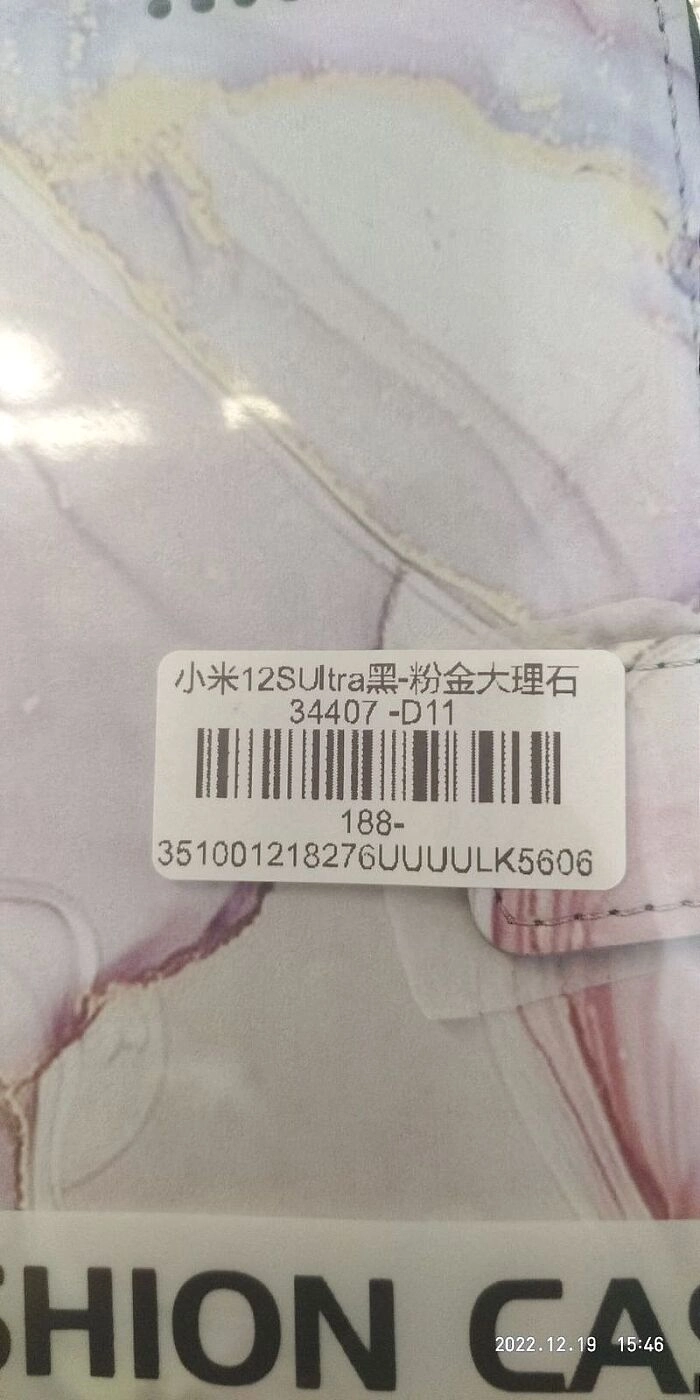 小米12SUltra黑-粉金大理石
34407 -D11
188-
351001218276UUUULK5606
SHION CAS
2022.12.19 15:46